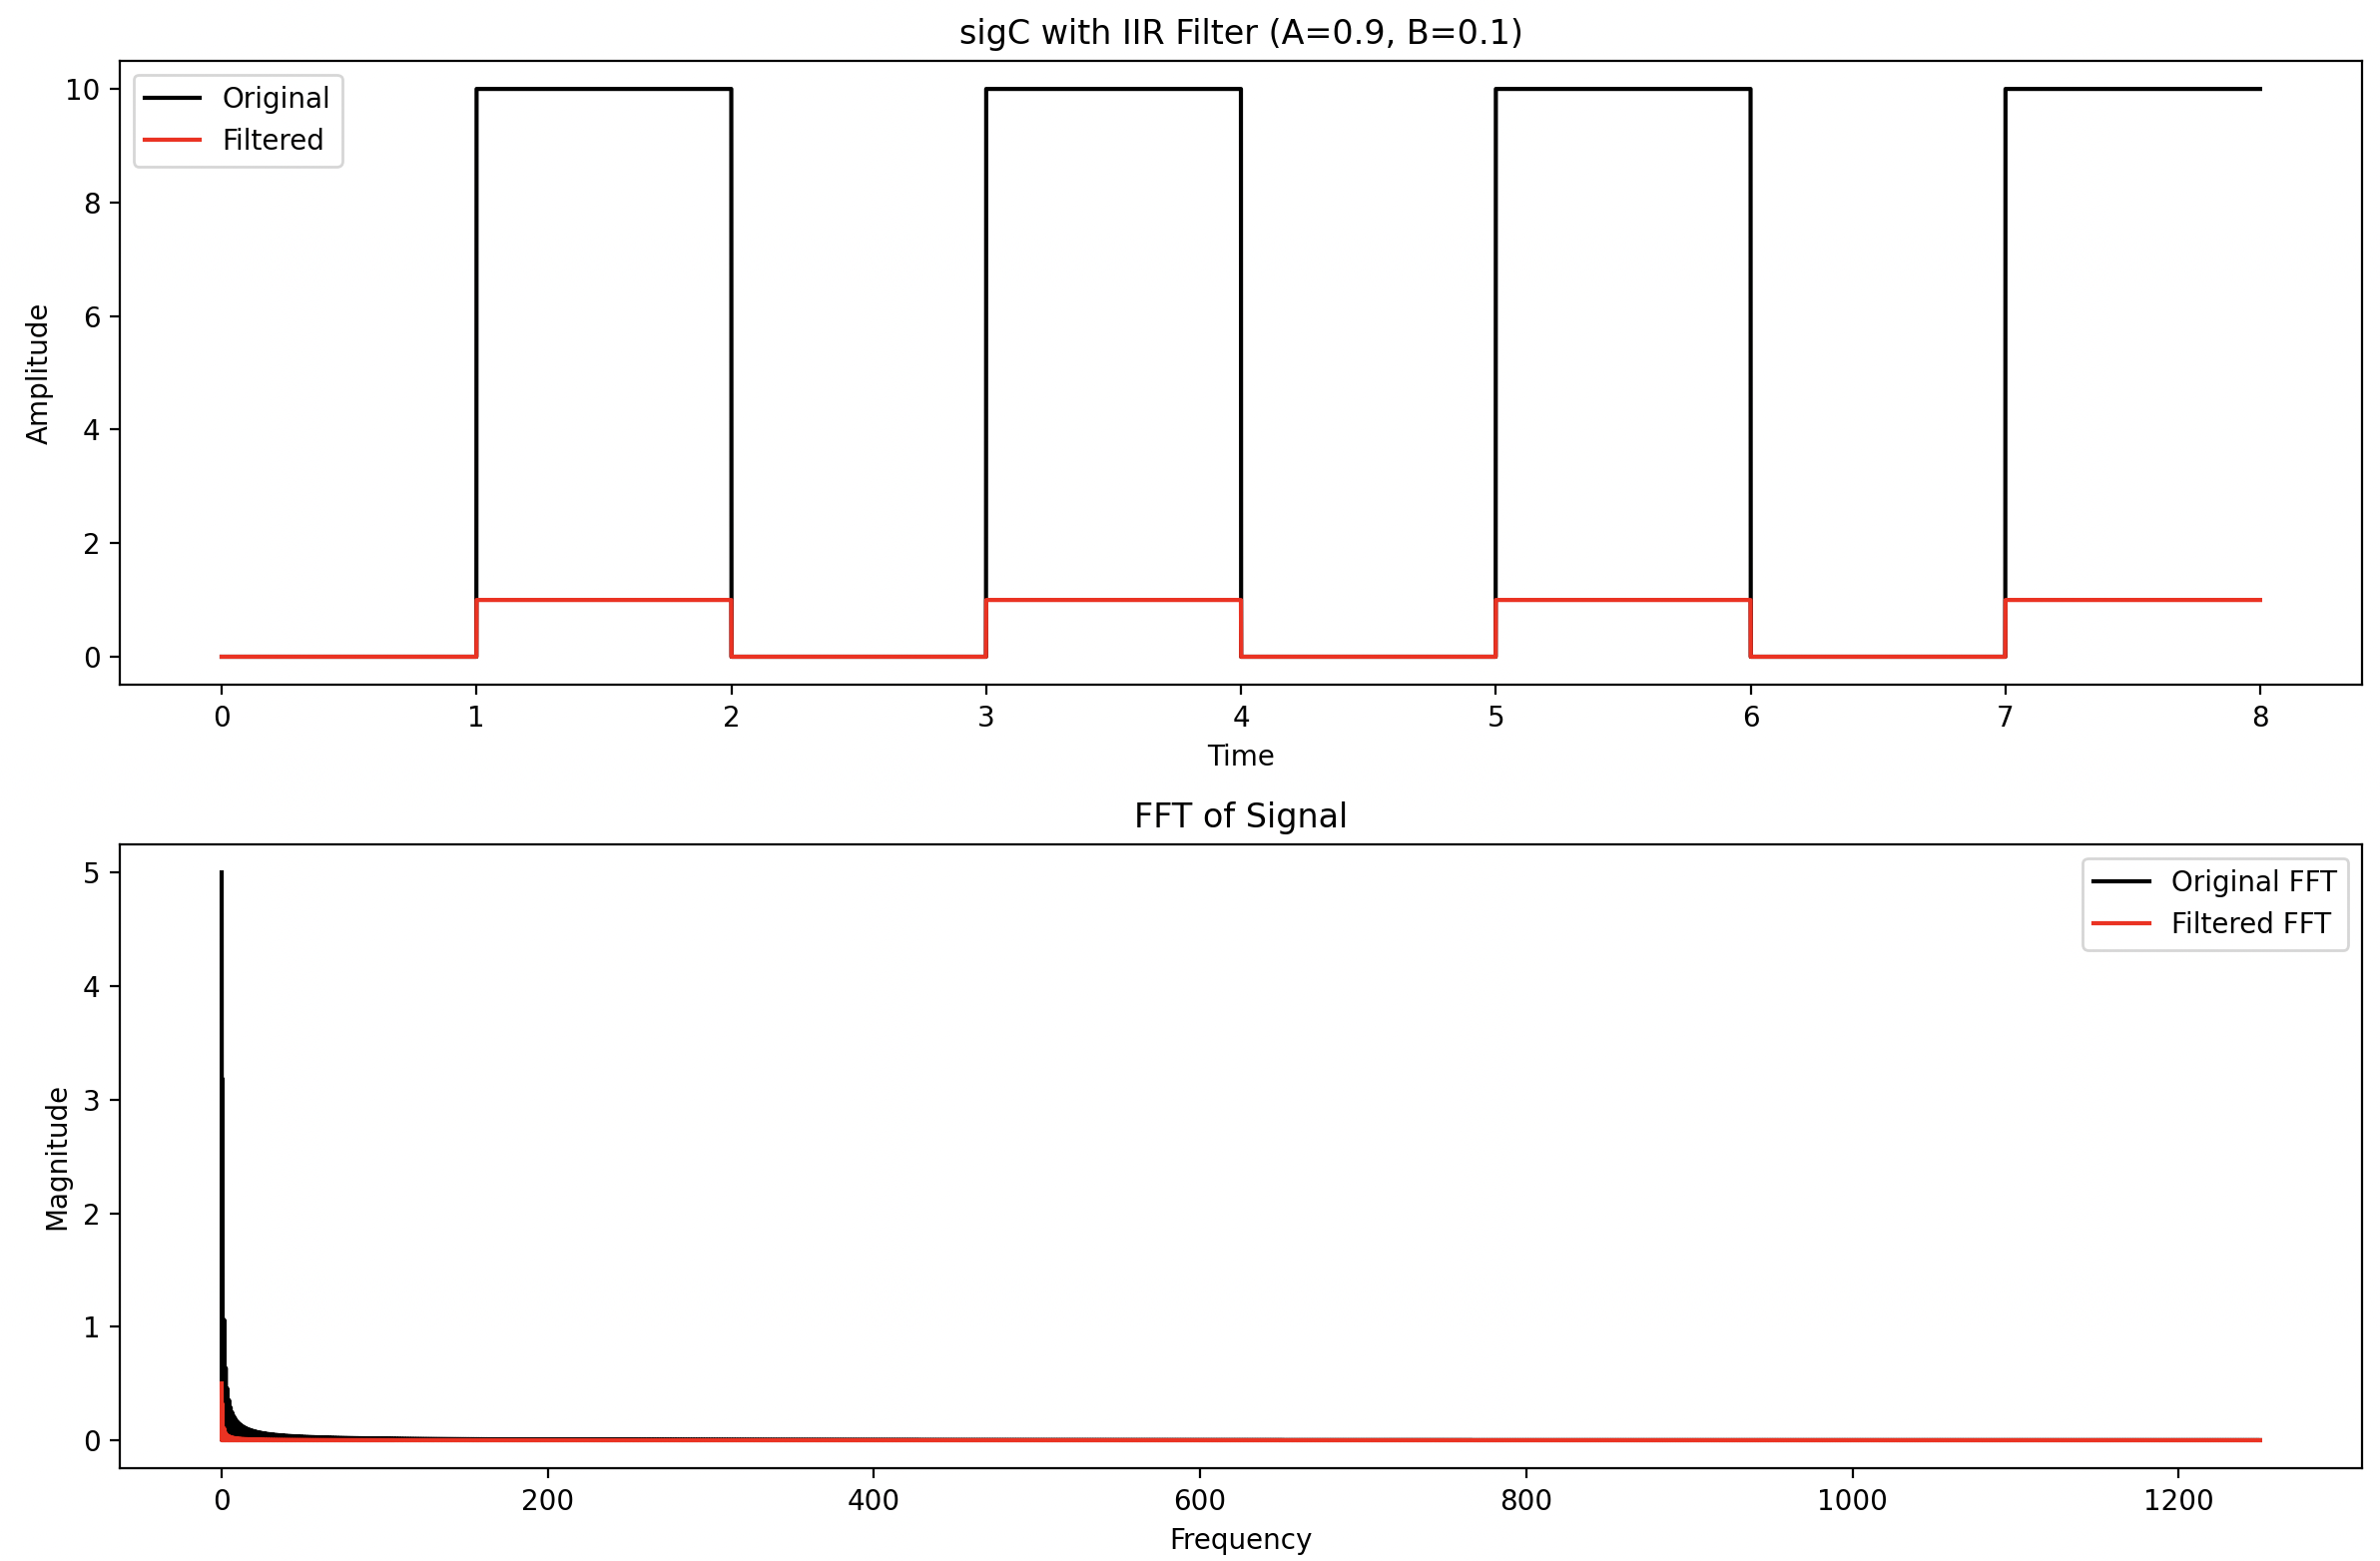 sigC with IIR Filter (A=0.9, B=0.1)
Original
Filtered
10
8
6
4
2
0
Amplitude
0 1 2 3 4 5 6 7 8
Time
FFT of Signal
Original FFT
Filtered FFT
5
4
3
2
1
0
Magnitude
0 200 400 600 800 1000 1200
Frequency